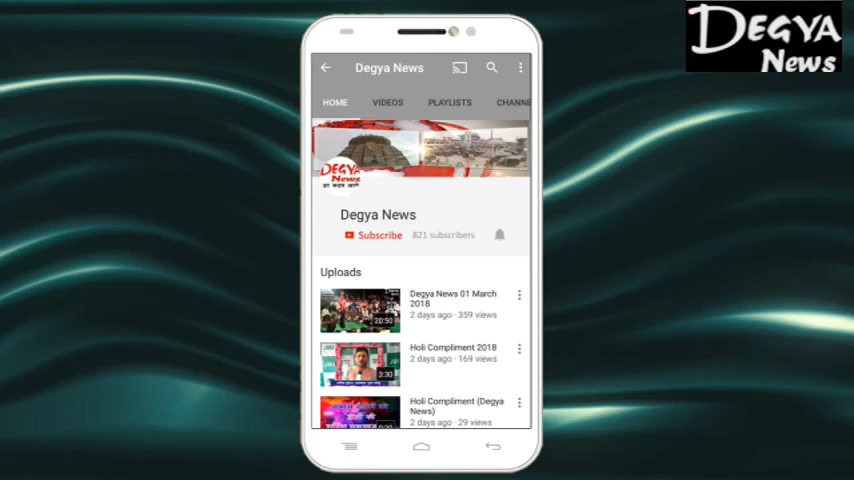 DEGYA
News
Degya News
HOME VIDEOS PLAYLISTS CHANNE
DEGYA
News
Degya News
Subscribe 821 subscribers
Uploads
Degya News 01 March
2018
2 days ago · 359 views
20:50
Holi Compliment 2018
2 days ago · 169 views
3:30
Holi Compliment (Degya
News)
2 days ago · 29 views